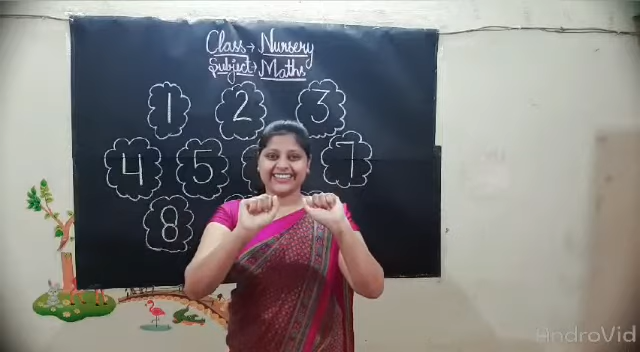 Class → Nursery
Subject → Maths
1 2 3
4 5 7
8
AndroVid